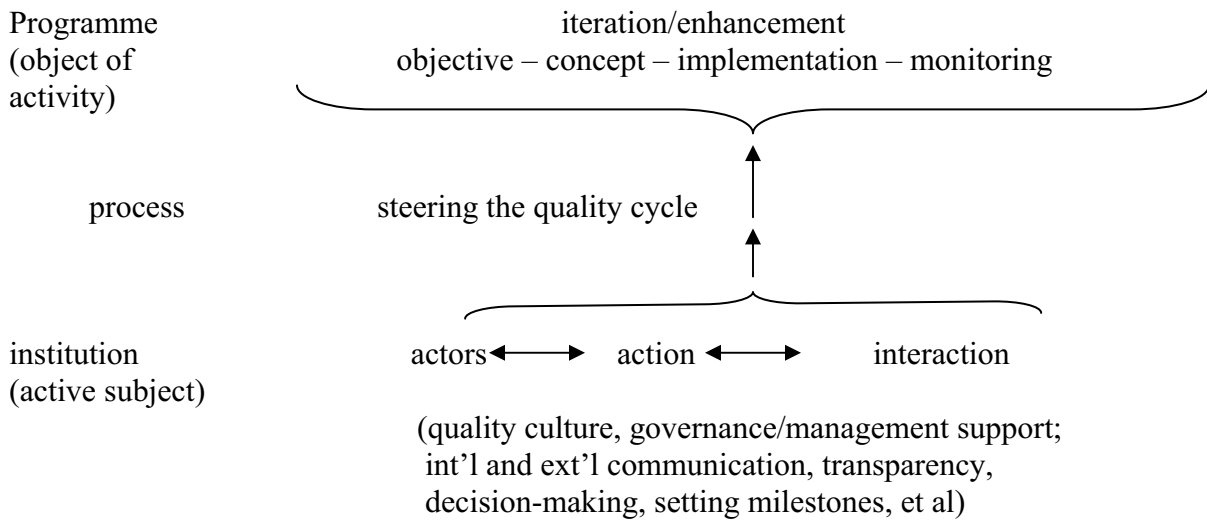 Programme
(object of
activity)
iteration/enhancement
objective – concept – implementation – monitoring
process
steering the quality cycle
institution
(active subject)
actors action interaction
(quality culture, governance/management support;
int'l and ext'l communication, transparency,
decision-making, setting milestones, et al)